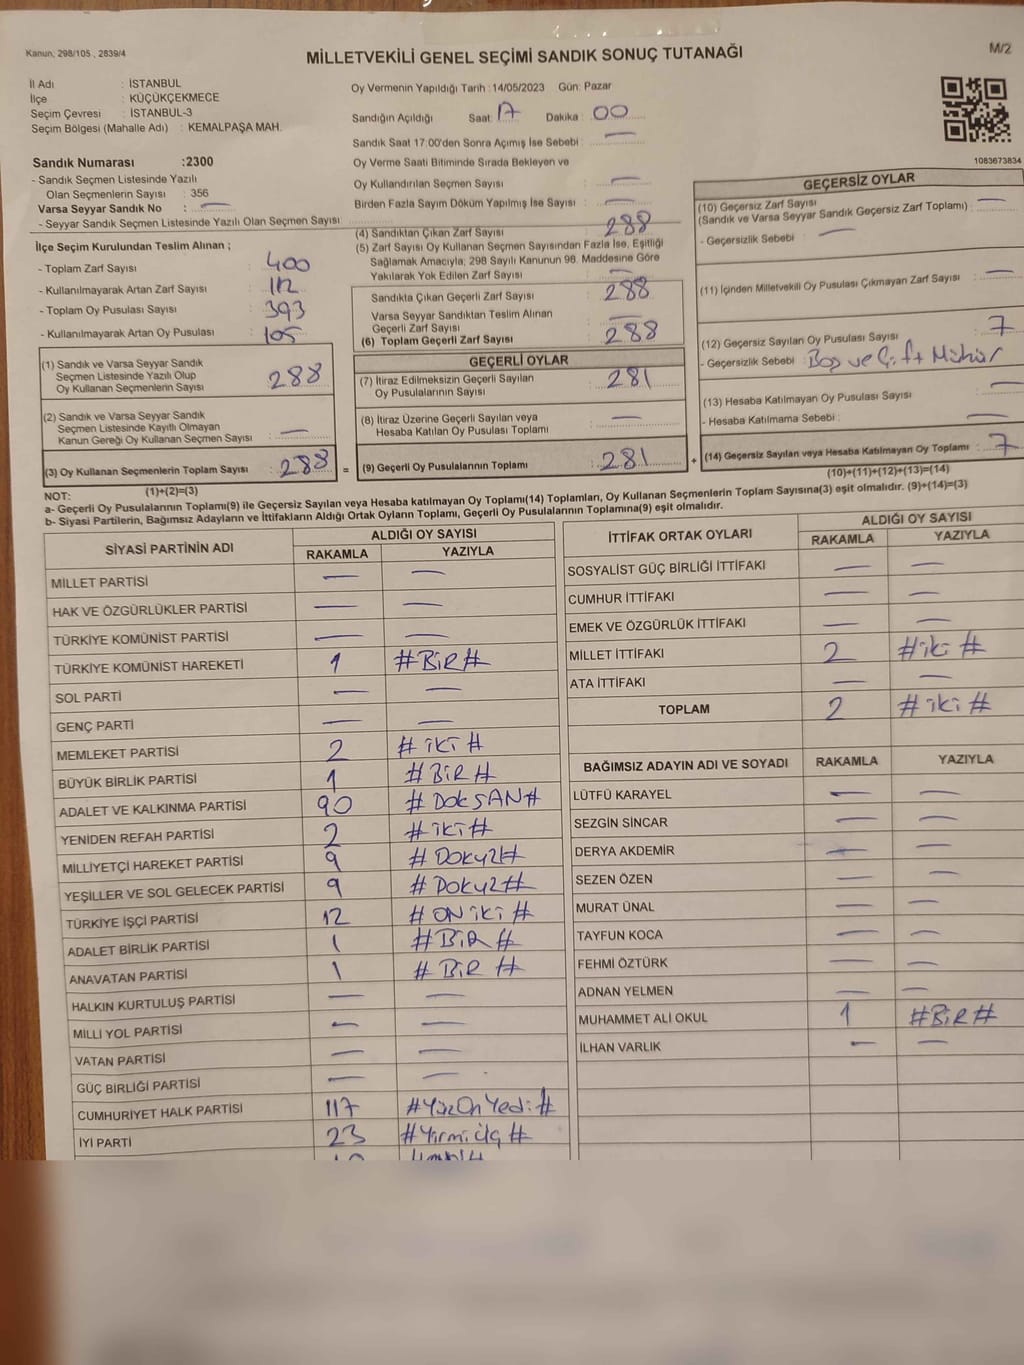 Kanun; 298/105 , 2839/4
MİLLETVEKİLİ GENEL SEÇİMİ SANDIK SONUÇ TUTANAĞI
M/2
İl Adı : İSTANBUL
İlçe : KÜÇÜKÇEKMECE
Seçim Çevresi : İSTANBUL-3
Seçim Bölgesi (Mahalle Adı) : KEMALPAŞA MAH.
Oy Vermenin Yapıldığı Tarih :14/05/2023 Gün: Pazar
Sandığın Açıldığı Saat: 17 Dakika : 00
Sandık Saat 17:00'den Sonra Açımış İse Sebebi : —
Oy Verme Saati Bitiminde Sırada Bekleyen ve
Oy Kullandırılan Seçmen Sayısı : —
Birden Fazla Sayım Döküm Yapılmış İse Sayısı : —
1083673834
Sandık Numarası :2300
- Sandık Seçmen Listesinde Yazılı
Olan Seçmenlerin Sayısı : 356
Varsa Seyyar Sandık No : —
- Seyyar Sandık Seçmen Listesinde Yazılı Olan Seçmen Sayısı:
İlçe Seçim Kurulundan Teslim Alınan ;
- Toplam Zarf Sayısı : 400
- Kullanılmayarak Artan Zarf Sayısı : 112
- Toplam Oy Pusulası Sayısı : 393
- Kullanılmayarak Artan Oy Pusulası : 105
(1) Sandık ve Varsa Seyyar Sandık
Seçmen Listesinde Yazılı Olup
Oy Kullanan Seçmenlerin Sayısı : 288
(2) Sandık ve Varsa Seyyar Sandık
Seçmen Listesinde Kayıtlı Olmayan
Kanun Gereği Oy Kullanan Seçmen Sayısı : —
(3) Oy Kullanan Seçmenlerin Toplam Sayısı : 288
(1)+(2)=(3)
(4) Sandıktan Çıkan Zarf Sayısı : 288
(5) Zarf Sayısı Oy Kullanan Seçmen Sayısından Fazla İse, Eşitliği
Sağlamak Amacıyla; 298 Sayılı Kanunun 98. Maddesine Göre
Yakılarak Yok Edilen Zarf Sayısı : —
Sandıkta Çıkan Geçerli Zarf Sayısı : 288
Varsa Seyyar Sandıktan Teslim Alınan
Geçerli Zarf Sayısı : —
(6) Toplam Geçerli Zarf Sayısı : 288
GEÇERLİ OYLAR
(7) İtiraz Edilmeksizin Geçerli Sayılan
Oy Pusulalarının Sayısı : 281
(8) İtiraz Üzerine Geçerli Sayılan veya
Hesaba Katılan Oy Pusulası Toplamı : —
= (9) Geçerli Oy Pusulalarının Toplamı : 281
GEÇERSİZ OYLAR
(10) Geçersiz Zarf Sayısı
(Sandık ve Varsa Seyyar Sandık Geçersiz Zarf Toplamı) : —
- Geçersizlik Sebebi : —
(11) İçinden Milletvekili Oy Pusulası Çıkmayan Zarf Sayısı : —
(12) Geçersiz Sayılan Oy Pusulası Sayısı : 7
- Geçersizlik Sebebi : Boş ve Çift Mühür
(13) Hesaba Katılmayan Oy Pusulası Sayısı : —
- Hesaba Katılmama Sebebi : —
+ (14) Geçersiz Sayılan veya Hesaba Katılmayan Oy Toplamı : 7
(10)+(11)+(12)+(13)=(14)
NOT:
a- Geçerli Oy Pusulalarının Toplamı(9) ile Geçersiz Sayılan veya Hesaba katılmayan Oy Toplamı(14) Toplamları, Oy Kullanan Seçmenlerin Toplam Sayısına(3) eşit olmalıdır. (9)+(14)=(3)
b- Siyasi Partilerin, Bağımsız Adayların ve İttifakların Aldığı Ortak Oyların Toplamı, Geçerli Oy Pusulalarının Toplamına(9) eşit olmalıdır.
SİYASİ PARTİNİN ADI ALDIĞI OY SAYISI
RAKAMLA YAZIYLA
MİLLET PARTİSİ — —
HAK VE ÖZGÜRLÜKLER PARTİSİ — —
TÜRKİYE KOMÜNİST PARTİSİ — —
TÜRKİYE KOMÜNİST HAREKETİ 1 #BİR#
SOL PARTİ — —
GENÇ PARTİ — —
MEMLEKET PARTİSİ 2 #iki#
BÜYÜK BİRLİK PARTİSİ 1 #BİR#
ADALET VE KALKINMA PARTİSİ 90 #DOKSAN#
YENİDEN REFAH PARTİSİ 2 #iki#
MİLLİYETÇİ HAREKET PARTİSİ 9 #DOKUZ#
YEŞİLLER VE SOL GELECEK PARTİSİ 9 #DOKUZ#
TÜRKİYE İŞÇİ PARTİSİ 12 #ON iki#
ADALET BİRLİK PARTİSİ 1 #BİR#
ANAVATAN PARTİSİ 1 #BİR#
HALKIN KURTULUŞ PARTİSİ — —
MİLLİ YOL PARTİSİ — —
VATAN PARTİSİ — —
GÜÇ BİRLİĞİ PARTİSİ — —
CUMHURİYET HALK PARTİSİ 117 #YüzOnYedi#
İYİ PARTİ 23 #Yirmi üç#
İTTİFAK ORTAK OYLARI ALDIĞI OY SAYISI
RAKAMLA YAZIYLA
SOSYALİST GÜÇ BİRLİĞİ İTTİFAKI — —
CUMHUR İTTİFAKI — —
EMEK VE ÖZGÜRLÜK İTTİFAKI — —
MİLLET İTTİFAKI 2 #iki#
ATA İTTİFAKI — —
TOPLAM 2 #iki#
BAĞIMSIZ ADAYIN ADI VE SOYADI RAKAMLA YAZIYLA
LÜTFÜ KARAYEL — —
SEZGİN SİNCAR — —
DERYA AKDEMİR — —
SEZEN ÖZEN — —
MURAT ÜNAL — —
TAYFUN KOCA — —
FEHMİ ÖZTÜRK — —
ADNAN YELMEN — —
MUHAMMET ALİ OKUL 1 #BİR#
İLHAN VARLIK — —